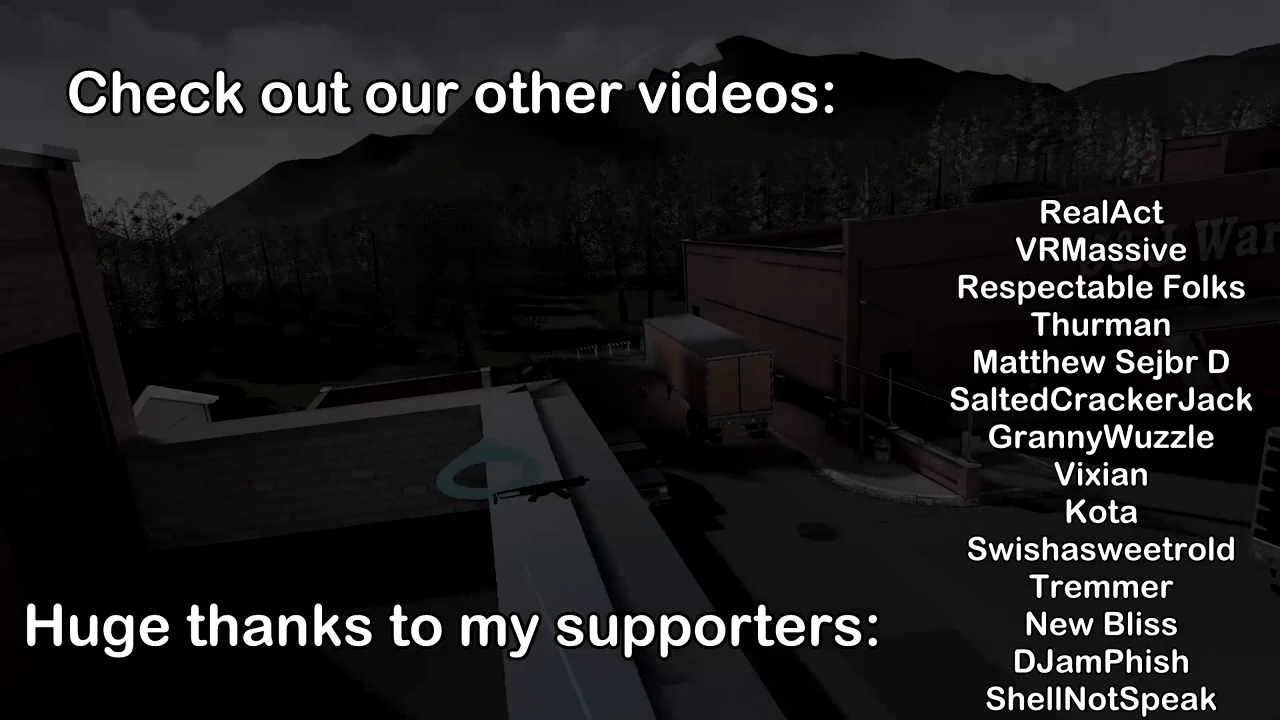 Check out our other videos:
RealAct
VRMassive
Respectable Folks
Thurman
Matthew Sejbr D
SaltedCrackerJack
GrannyWuzzle
Vixian
Kota
Swishasweetrold
Tremmer
New Bliss
DJamPhish
ShellNotSpeak
Huge thanks to my supporters: